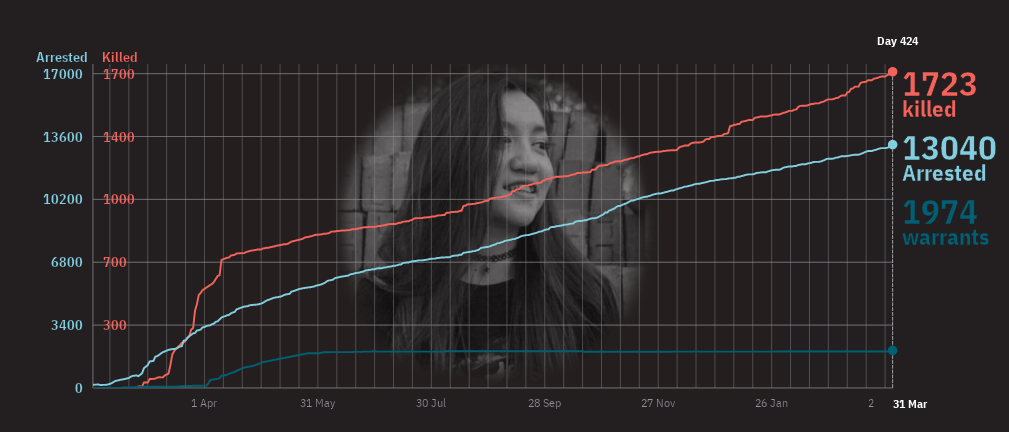 Day 424
Arrested Killed
17000 1700
1723
killed
13600 1400
13040
Arrested
10200 1000
1974
warrants
6800 700
3400 300
0
1 Apr 31 May 30 Jul 28 Sep 27 Nov 26 Jan 2 31 Mar